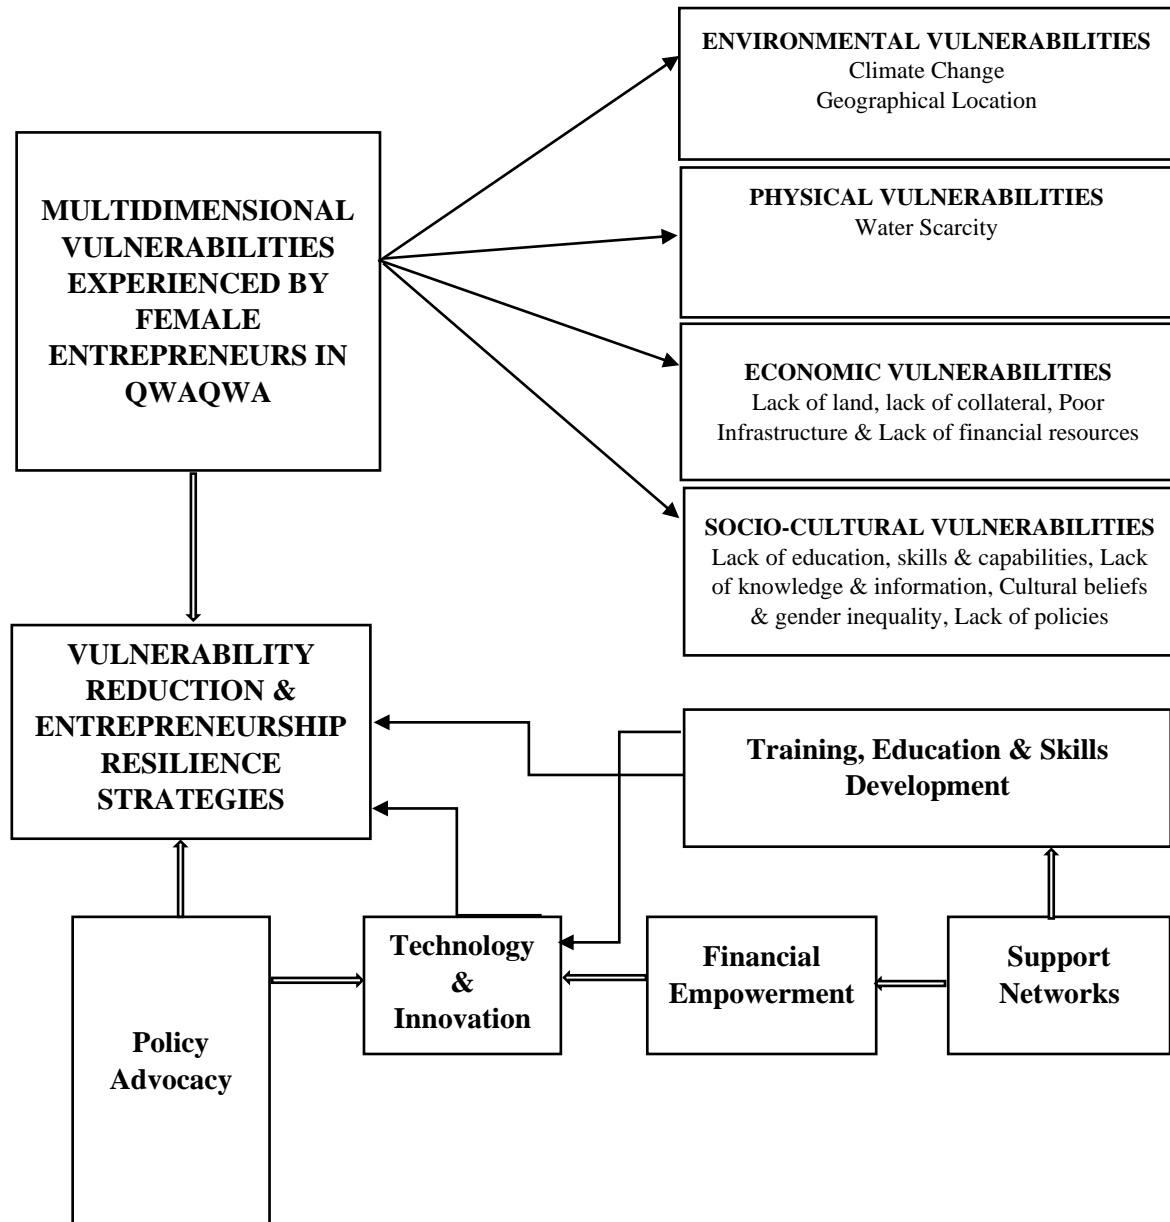 ENVIRONMENTAL VULNERABILITIES
Climate Change
Geographical Location
MULTIDIMENSIONAL
VULNERABILITIES
EXPERIENCED BY
FEMALE
ENTREPRENEURS IN
QWAQWA
PHYSICAL VULNERABILITIES
Water Scarcity
ECONOMIC VULNERABILITIES
Lack of land, lack of collateral, Poor
Infrastructure & Lack of financial resources
SOCIO-CULTURAL VULNERABILITIES
Lack of education, skills & capabilities, Lack
of knowledge & information, Cultural beliefs
& gender inequality, Lack of policies
VULNERABILITY
REDUCTION &
ENTREPRENEURSHIP
RESILIENCE
STRATEGIES
Training, Education & Skills
Development
Policy
Advocacy
Technology
&
Innovation
Financial
Empowerment
Support
Networks